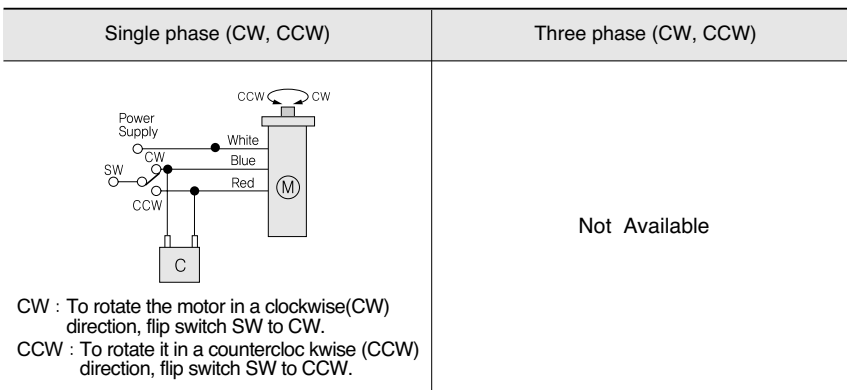 Single phase (CW, CCW)
Three phase (CW, CCW)
CCW CW
Power
Supply
White
CW
Blue
SW
Red
M
CCW
C
Not Available
CW : To rotate the motor in a clockwise(CW)
direction, flip switch SW to CW.
CCW : To rotate it in a countercloc kwise (CCW)
direction, flip switch SW to CCW.